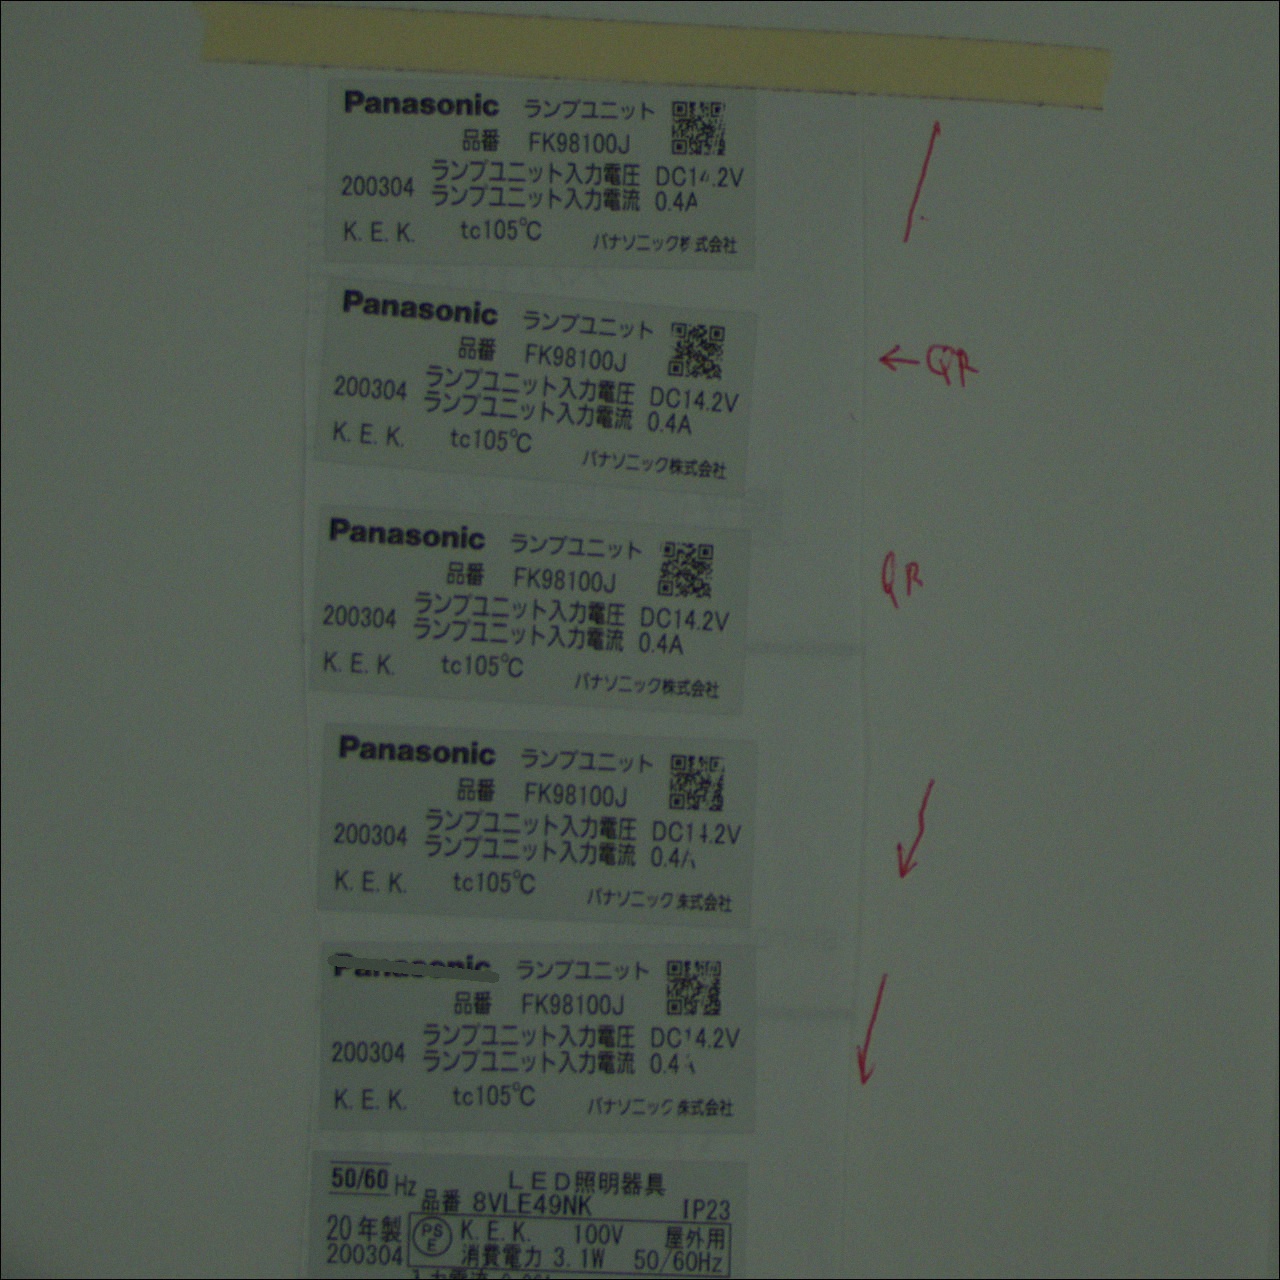 Panasonic ランプユニット
品番 FK98100J
ランプユニット入力電圧 DC14.2V
200304 ランプユニット入力電流 0.4A
K. E. K. tc105℃ パナソニック株式会社
Panasonic ランプユニット
← QR
品番 FK98100J
ランプユニット入力電圧 DC14.2V
200304 ランプユニット入力電流 0.4A
K. E. K. tc105℃ パナソニック株式会社
Panasonic ランプユニット
QR
品番 FK98100J
ランプユニット入力電圧 DC14.2V
200304 ランプユニット入力電流 0.4A
K. E. K. tc105℃ パナソニック株式会社
Panasonic ランプユニット
品番 FK98100J
ランプユニット入力電圧 DC14.2V
200304 ランプユニット入力電流 0.4A
K. E. K. tc105℃ パナソニック株式会社
Panasonic ランプユニット
品番 FK98100J
ランプユニット入力電圧 DC14.2V
200304 ランプユニット入力電流 0.4A
K. E. K. tc105℃ パナソニック株式会社
50/60 Hz LED照明器具
品番 8VLE49NK IP23
20年製 PSE K. E. K. 100V 屋外用
200304 消費電力 3.1W 50/60Hz